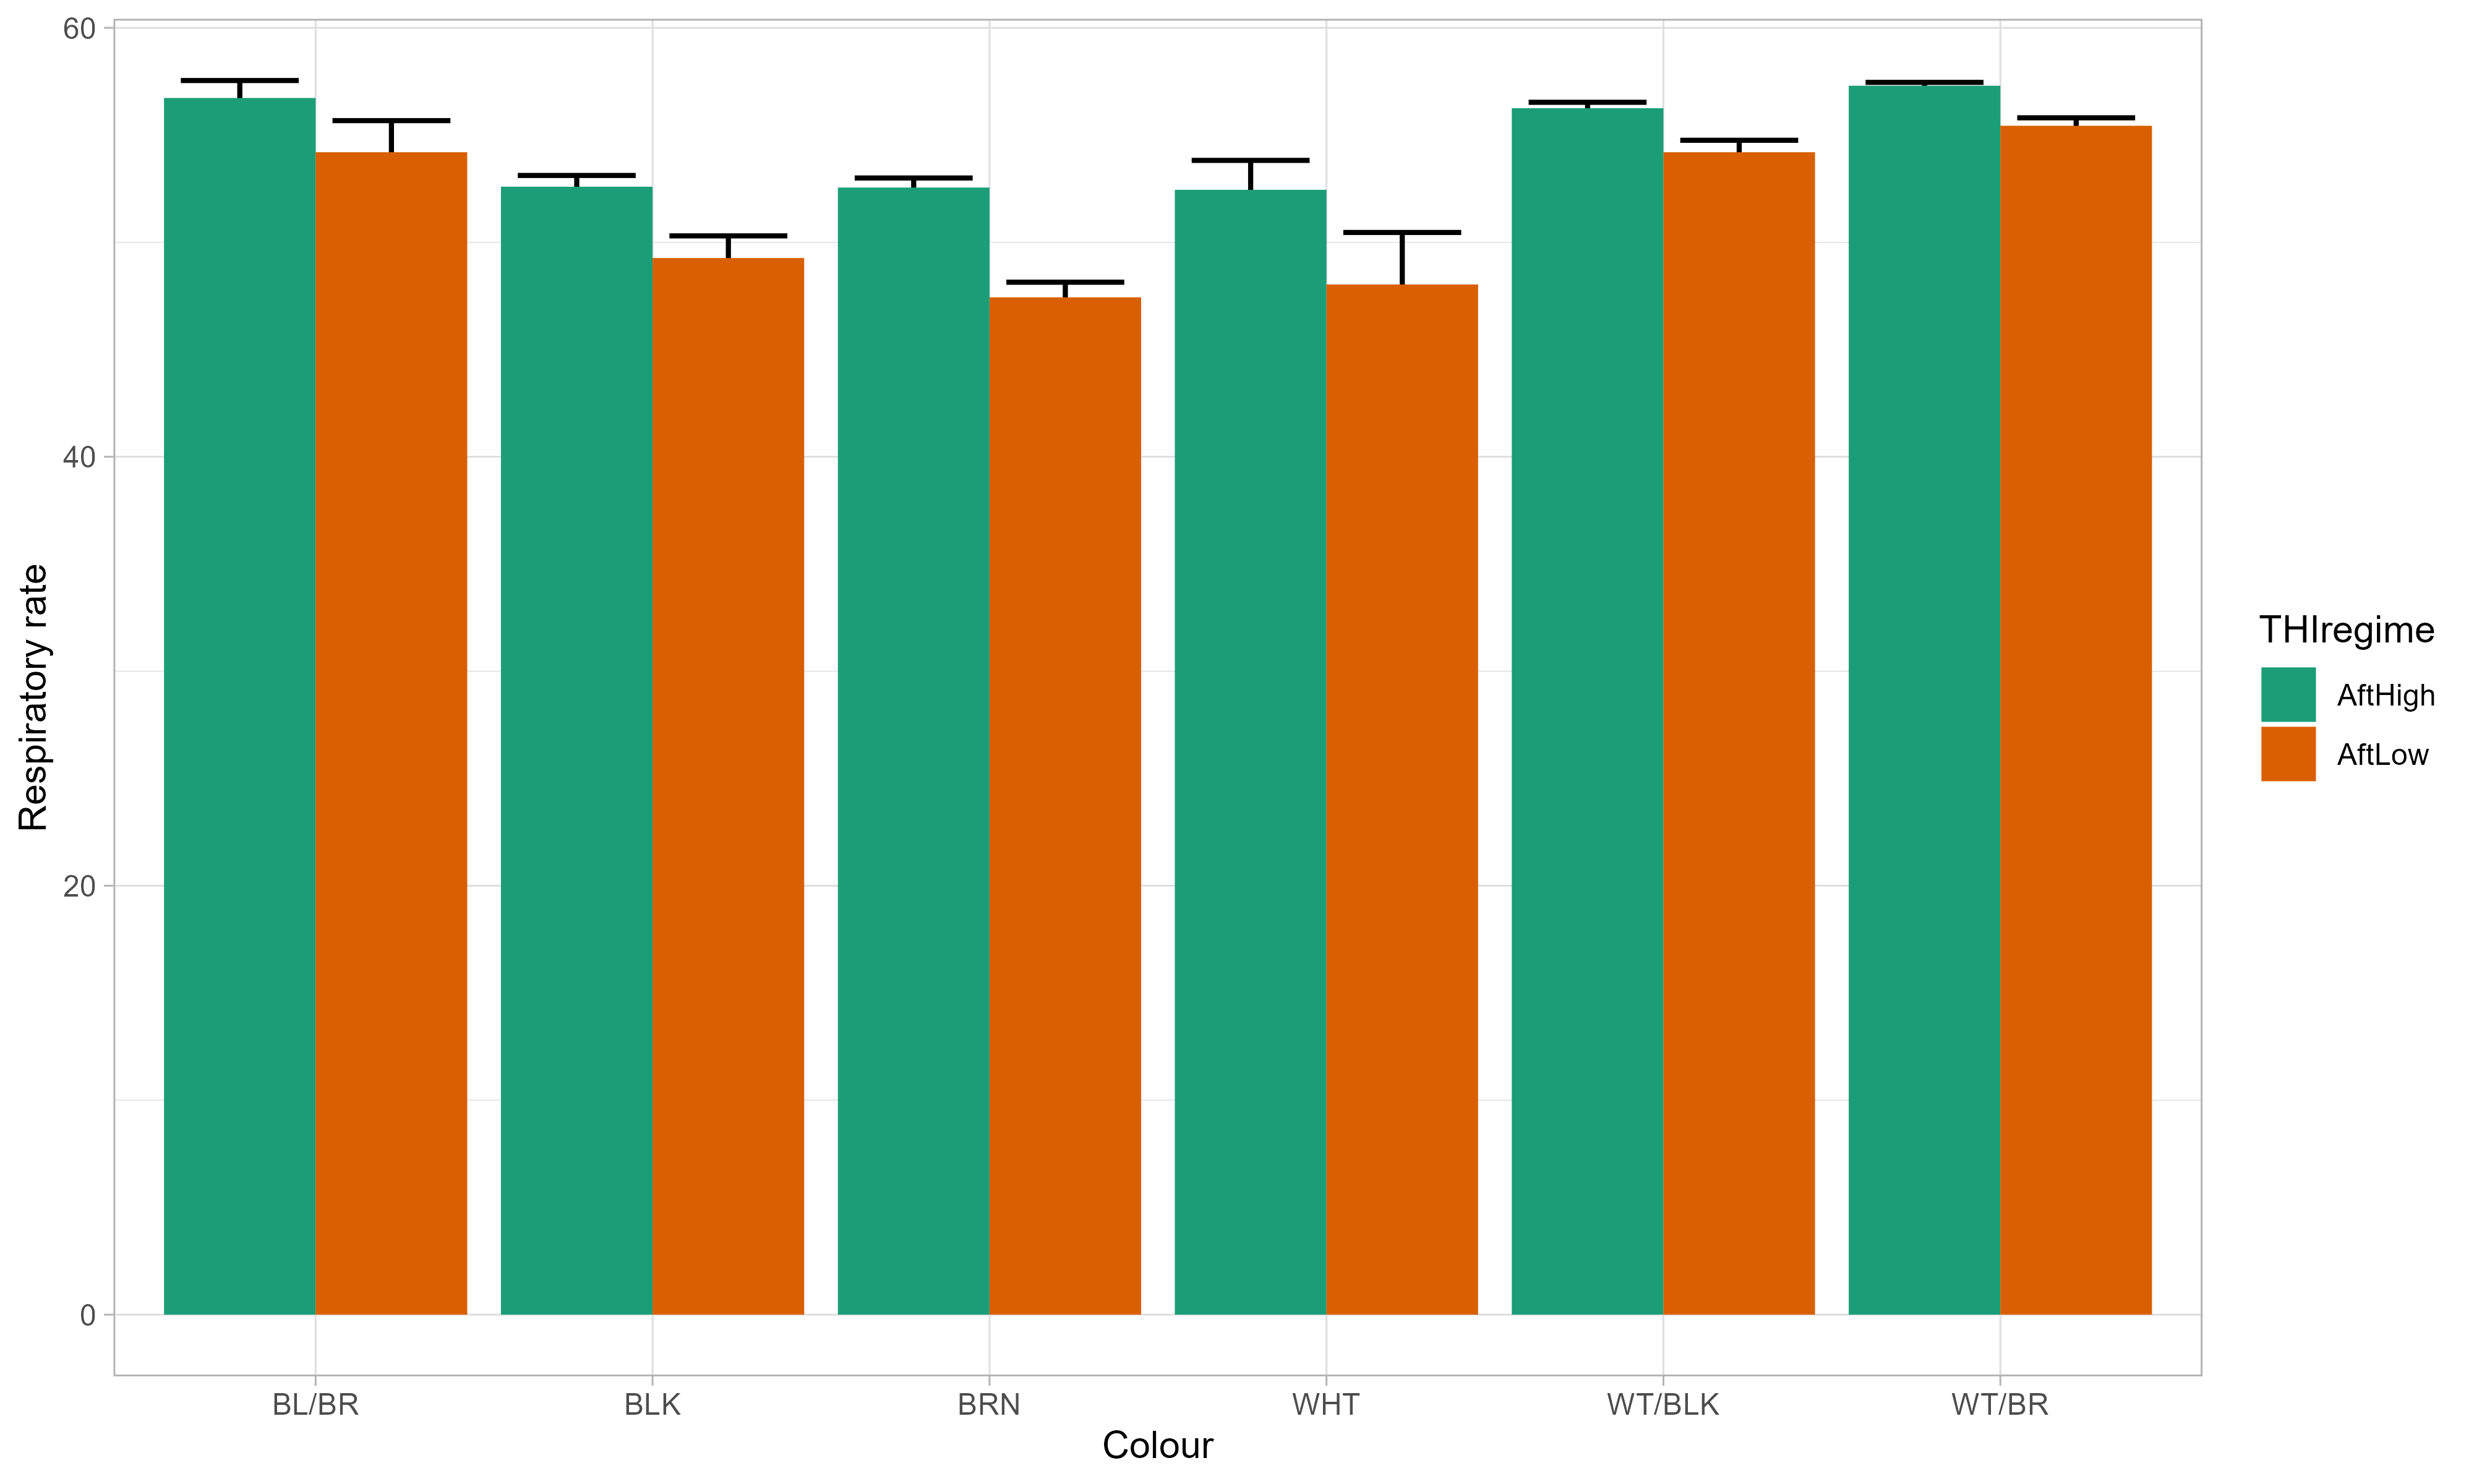 60
40
20
0
Respiratory rate
BL/BR BLK BRN WHT WT/BLK WT/BR
Colour
THIregime
AftHigh
AftLow